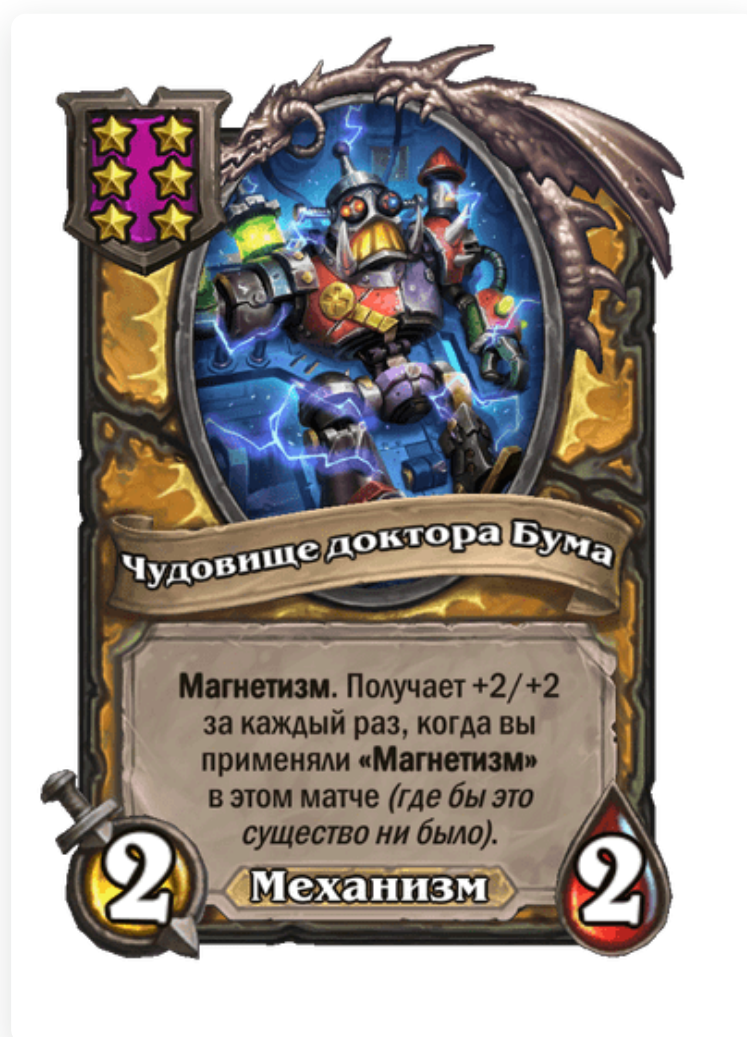 Чудовище доктора Бума
Магнетизм. Получает +2/+2
за каждый раз, когда вы
применяли «Магнетизм»
в этом матче (где бы это
существо ни было).
2
Механизм
2